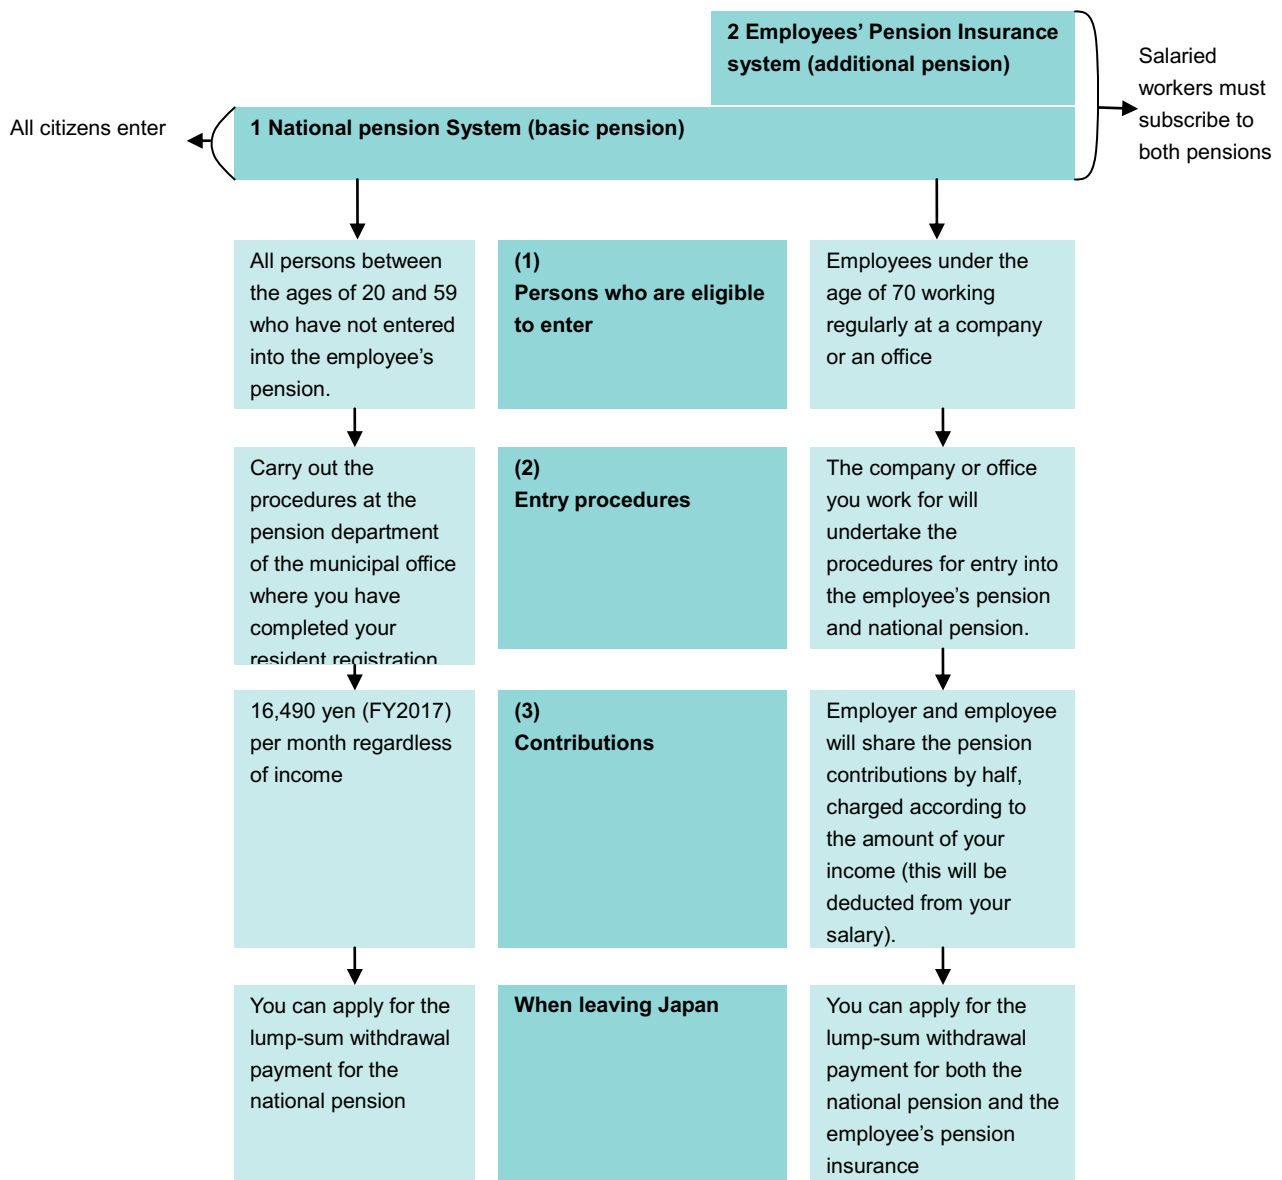 2 Employees’ Pension Insurance
system (additional pension)
Salaried
workers must
subscribe to
both pensions
All citizens enter
1 National pension System (basic pension)
All persons between
the ages of 20 and 59
who have not entered
into the employee’s
pension.
(1)
Persons who are eligible
to enter
Employees under the
age of 70 working
regularly at a company
or an office
Carry out the
procedures at the
pension department
of the municipal office
where you have
completed your
resident registration
(2)
Entry procedures
The company or office
you work for will
undertake the
procedures for entry into
the employee’s pension
and national pension.
16,490 yen (FY2017)
per month regardless
of income
(3)
Contributions
Employer and employee
will share the pension
contributions by half,
charged according to
the amount of your
income (this will be
deducted from your
salary).
You can apply for the
lump-sum withdrawal
payment for the
national pension
When leaving Japan
You can apply for the
lump-sum withdrawal
payment for both the
national pension and the
employee’s pension
insurance